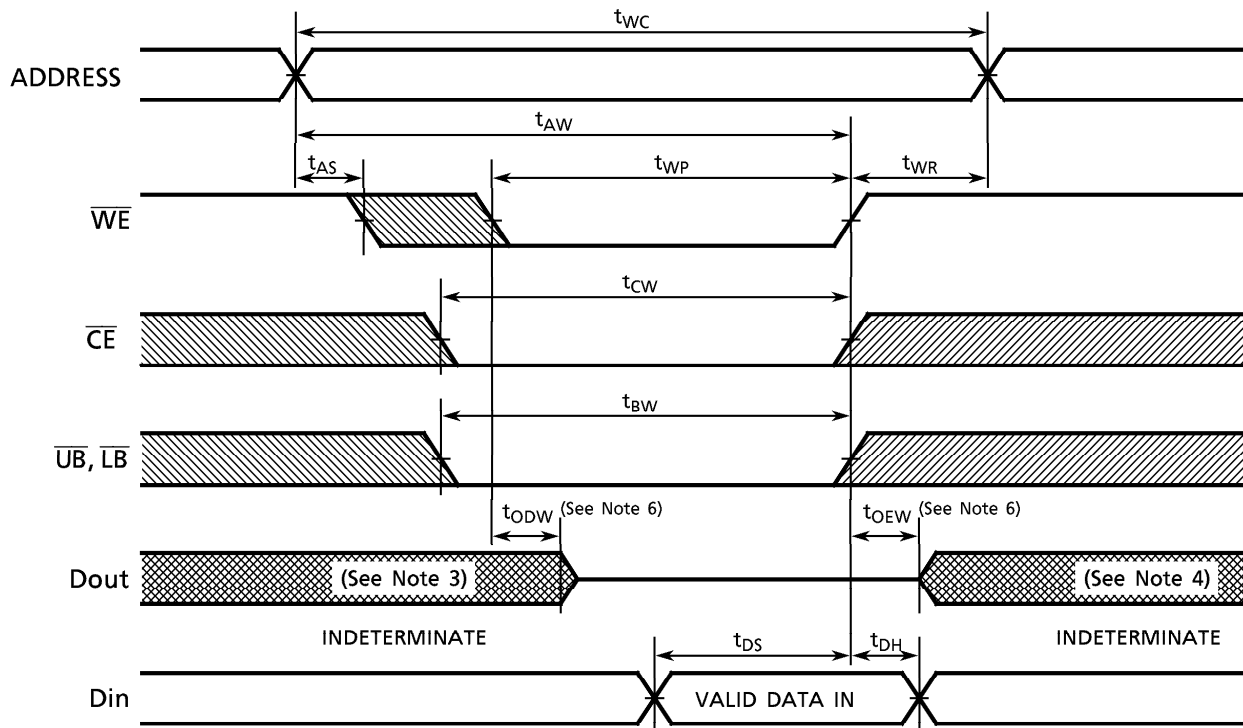 tWC
ADDRESS
tAW
tAS
tWP
tWR
WE
tCW
CE
tBW
UB, LB
tODW (See Note 6)
tOEW (See Note 6)
Dout
(See Note 3)
(See Note 4)
INDETERMINATE
INDETERMINATE
tDS
tDH
Din
VALID DATA IN